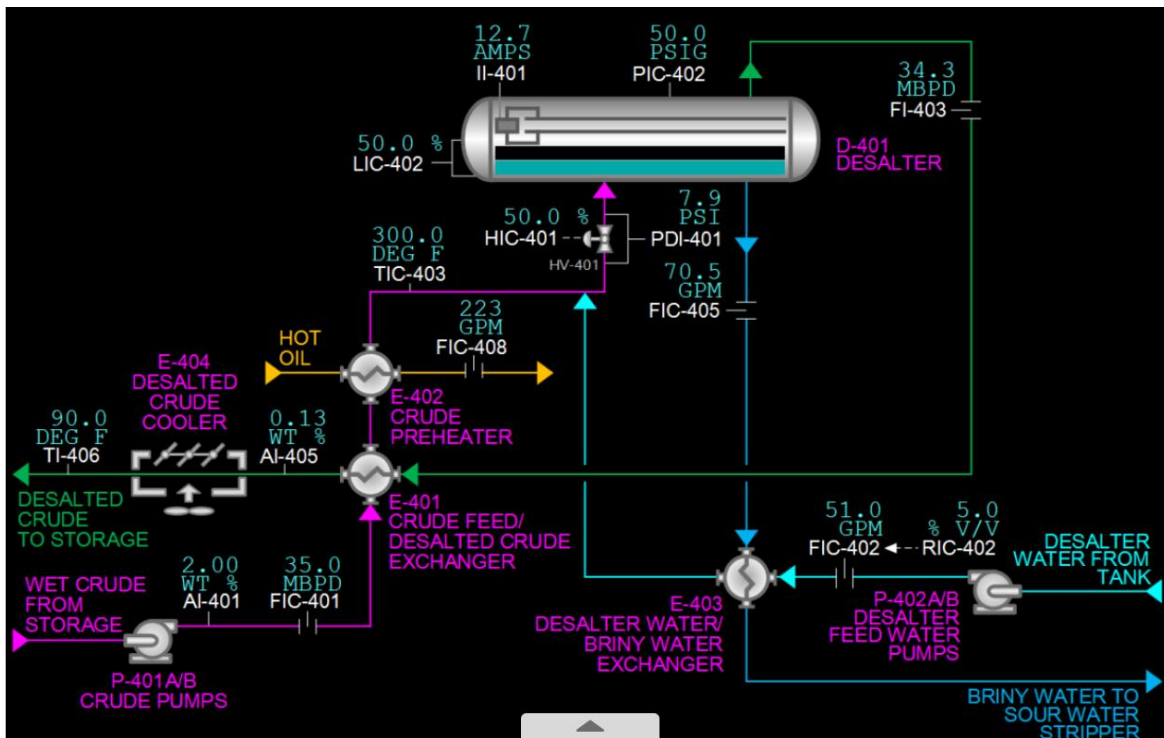 12.7
AMPS
II-401
50.0
PSIG
PIC-402
34.3
MBPD
FI-403
50.0 %
LIC-402
D-401
DESALTER
50.0 %
HIC-401
HV-401
7.9
PSI
PDI-401
300.0
DEG F
TIC-403
70.5
GPM
FIC-405
223
GPM
FIC-408
HOT
OIL
E-404
DESALTED
CRUDE
COOLER
E-402
CRUDE
PREHEATER
90.0
DEG F
TI-406
0.13
WT %
AI-405
DESALTED
CRUDE
TO STORAGE
E-401
CRUDE FEED/
DESALTED CRUDE
EXCHANGER
51.0
GPM
FIC-402
5.0
% V/V
RIC-402
DESALTER
WATER FROM
TANK
WET CRUDE
FROM
STORAGE
2.00
WT %
AI-401
35.0
MBPD
FIC-401
E-403
DESALTER WATER/
BRINY WATER
EXCHANGER
P-402A/B
DESALTER
FEED WATER
PUMPS
P-401A/B
CRUDE PUMPS
BRINY WATER TO
SOUR WATER
STRIPPER